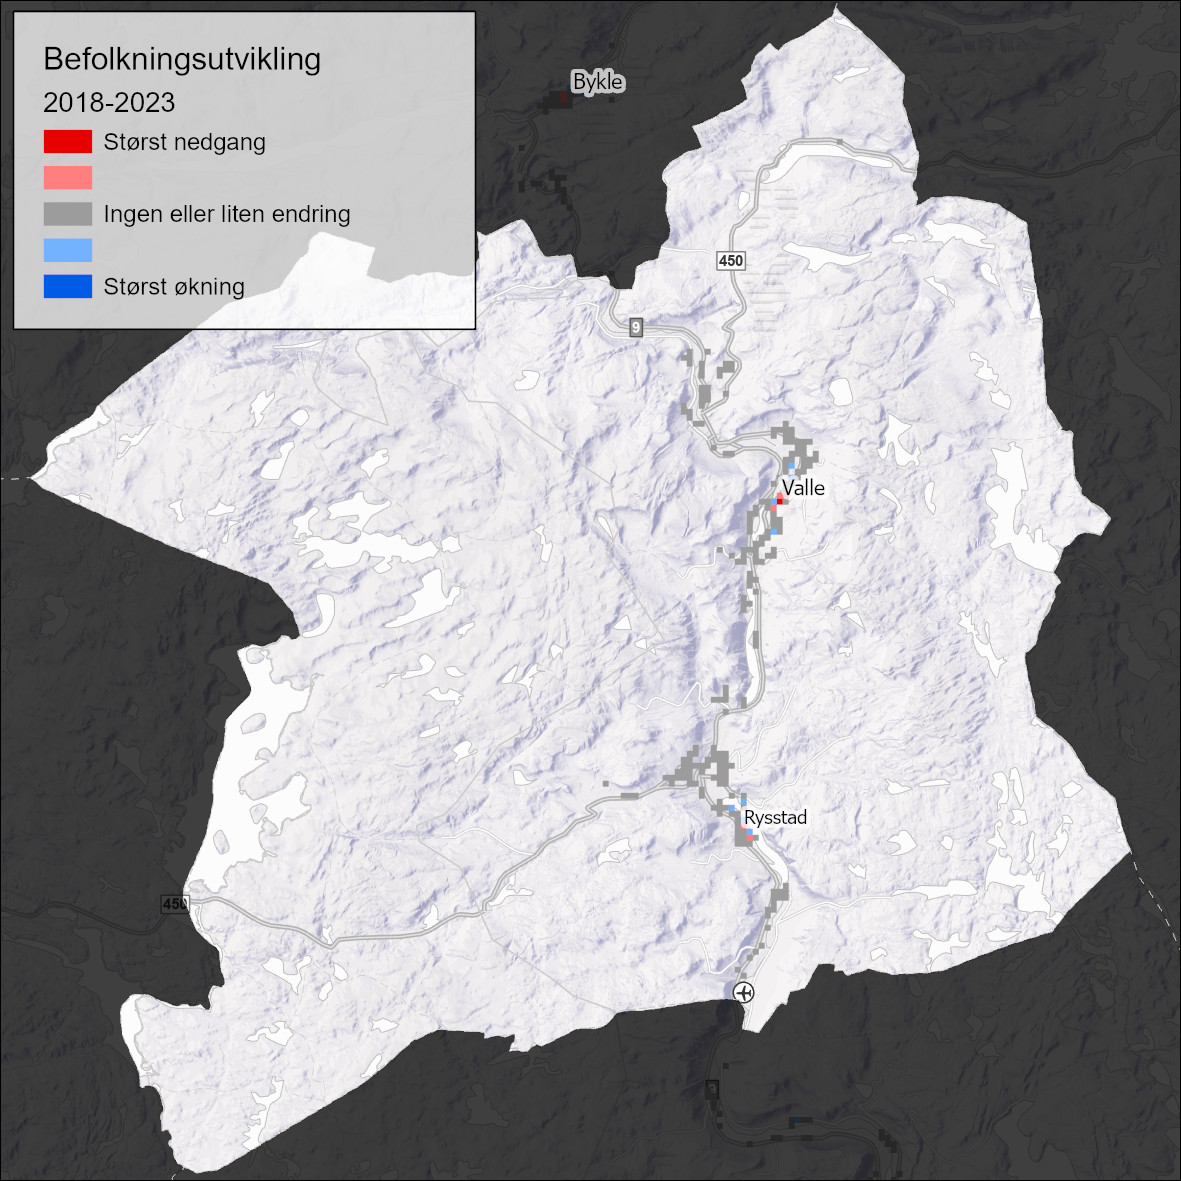 Befolkningsutvikling
2018-2023
Størst nedgang
Ingen eller liten endring
Størst økning
Bykle
450
9
Valle
Rysstad
450